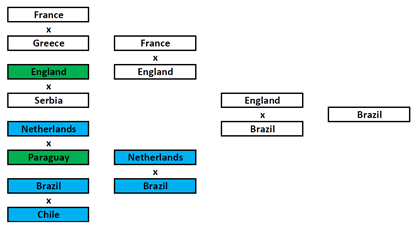 France
x
Greece
England
x
Serbia
Netherlands
x
Paraguay
Brazil
x
Chile
France
x
England
Netherlands
x
Brazil
England
x
Brazil
Brazil